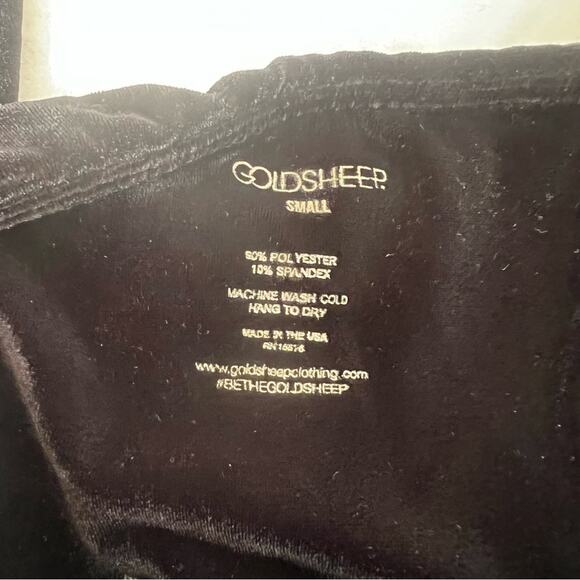 GOLDSHEEP
SMALL
90% POLYESTER
10% SPANDEX
MACHINE WASH COLD
HANG TO DRY
MADE IN THE USA
www.goldsheepclothing.com
#BETHEGOLDSHEEP